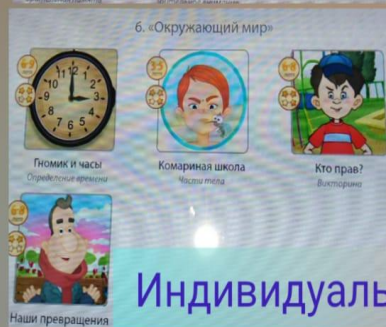 6. «Окружающий мир»
Гномик и часы
Определение времени
Комариная школа
Части тела
Кто прав?
Викторина
Наши превращения
Индивидуаль